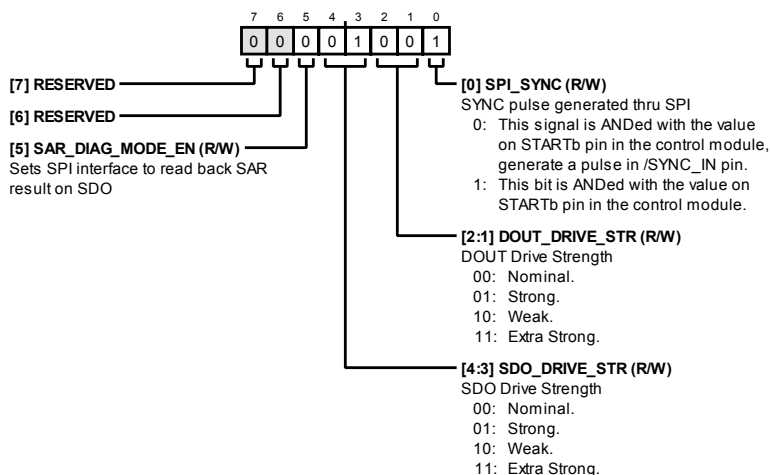 7 6 5 4 3 2 1 0
0 0 0 0 1 0 0 1
[7] RESERVED
[6] RESERVED
[5] SAR_DIAG_MODE_EN (R/W)
Sets SPI interface to read back SAR
result on SDO
[0] SPI_SYNC (R/W)
SYNC pulse generated thru SPI
0: This signal is ANDed with the value
on STARTb pin in the control module,
generate a pulse in /SYNC_IN pin.
1: This bit is ANDed with the value on
STARTb pin in the control module.
[2:1] DOUT_DRIVE_STR (R/W)
DOUT Drive Strength
00: Nominal.
01: Strong.
10: Weak.
11: Extra Strong.
[4:3] SDO_DRIVE_STR (R/W)
SDO Drive Strength
00: Nominal.
01: Strong.
10: Weak.
11: Extra Strong.